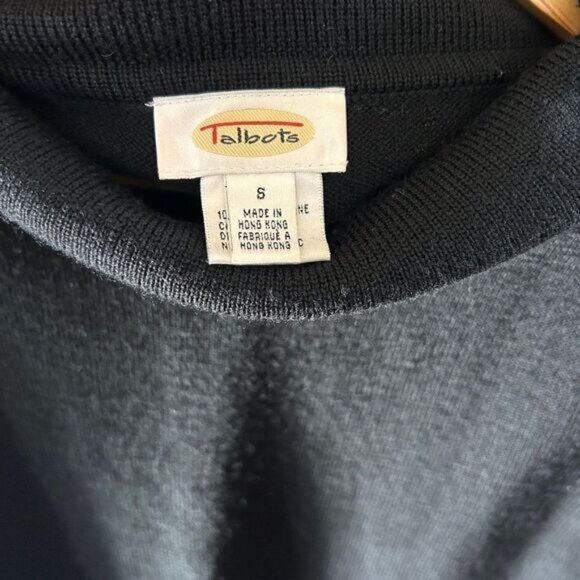 Talbots
S
MADE IN
HONG KONG
FABRIQUÉ A
HONG KONG